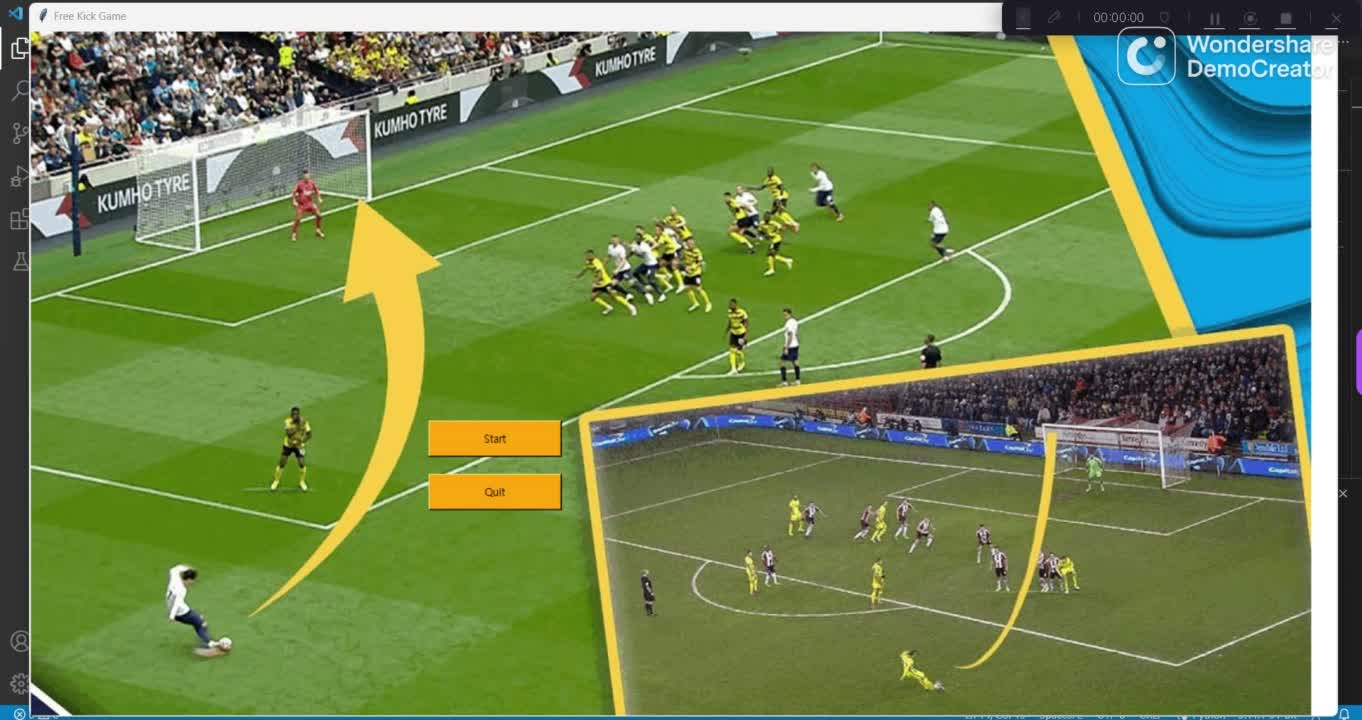 Free Kick Game
00:00:00
Wondershare
DemoCreator
KUMHO TYRE
KUMHO TYRE
KUMHO TYRE
Start
Quit